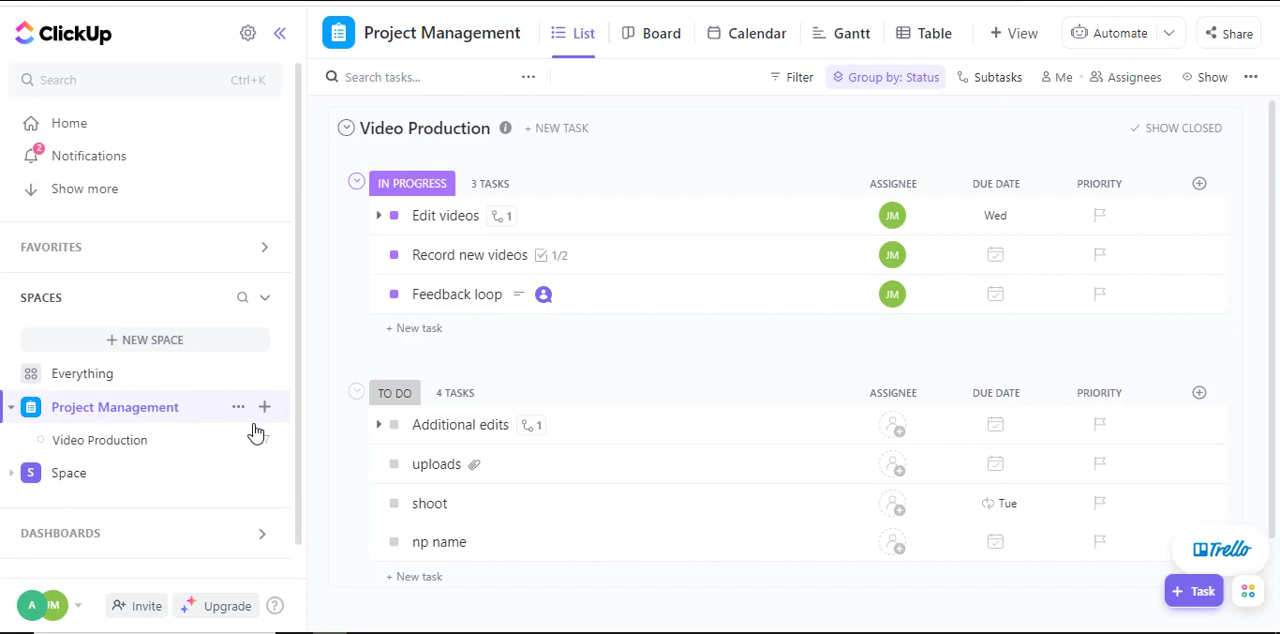 ClickUp
Search Ctrl+K
Home
2
Notifications
Show more
FAVORITES
SPACES
+ NEW SPACE
Everything
Project Management
Video Production 7
S Space
DASHBOARDS
A JM Invite Upgrade ?
Project Management List Board Calendar Gantt Table + View Automate Share
Search tasks... Filter Group by: Status Subtasks Me Assignees Show
Video Production + NEW TASK SHOW CLOSED
IN PROGRESS 3 TASKS ASSIGNEE DUE DATE PRIORITY
Edit videos 1 JM Wed
Record new videos 1/2 JM
Feedback loop JM
+ New task
TO DO 4 TASKS ASSIGNEE DUE DATE PRIORITY
Additional edits 1
uploads
shoot Tue
np name
+ New task
Trello
+ Task